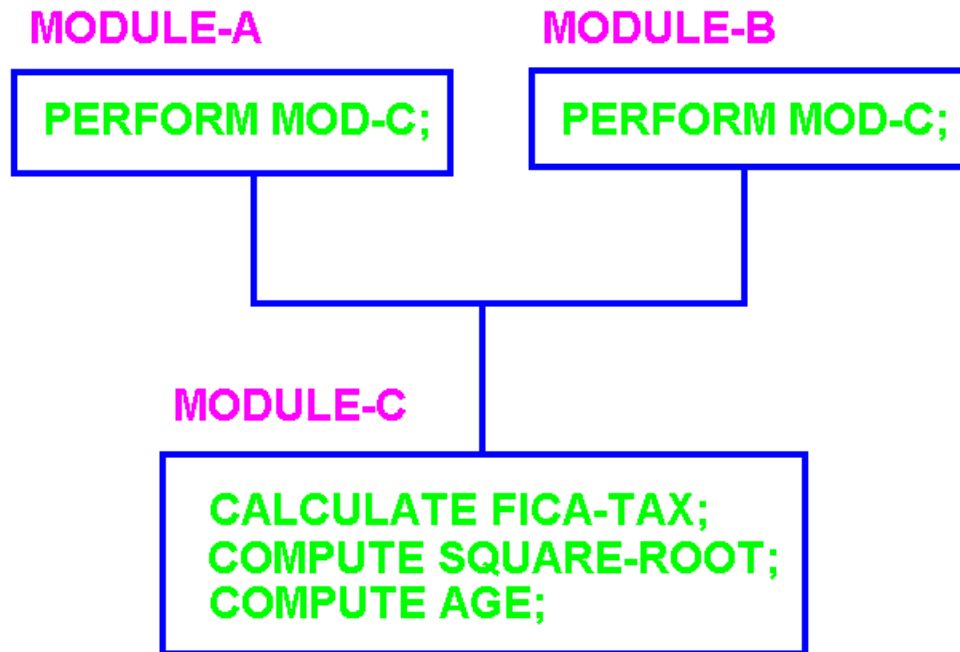 MODULE-A
MODULE-B
PERFORM MOD-C;
PERFORM MOD-C;
MODULE-C
CALCULATE FICA-TAX;
COMPUTE SQUARE-ROOT;
COMPUTE AGE;